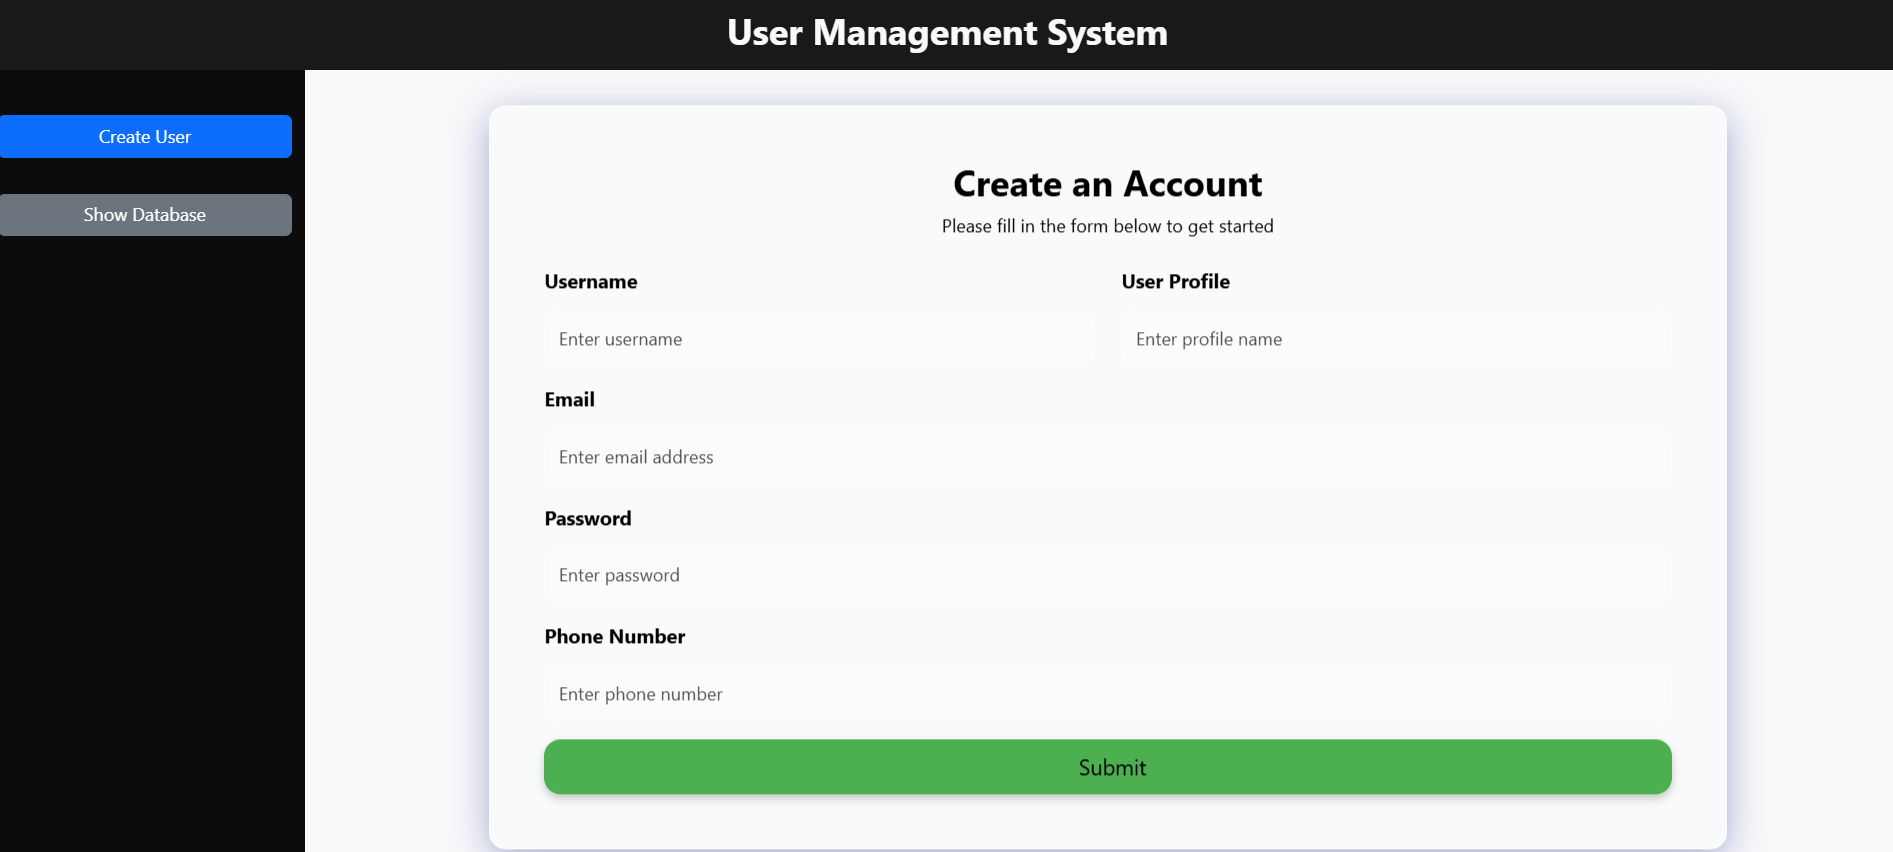 User Management System
Create User
Show Database
Create an Account
Please fill in the form below to get started
Username
User Profile
Enter username
Enter profile name
Email
Enter email address
Password
Enter password
Phone Number
Enter phone number
Submit